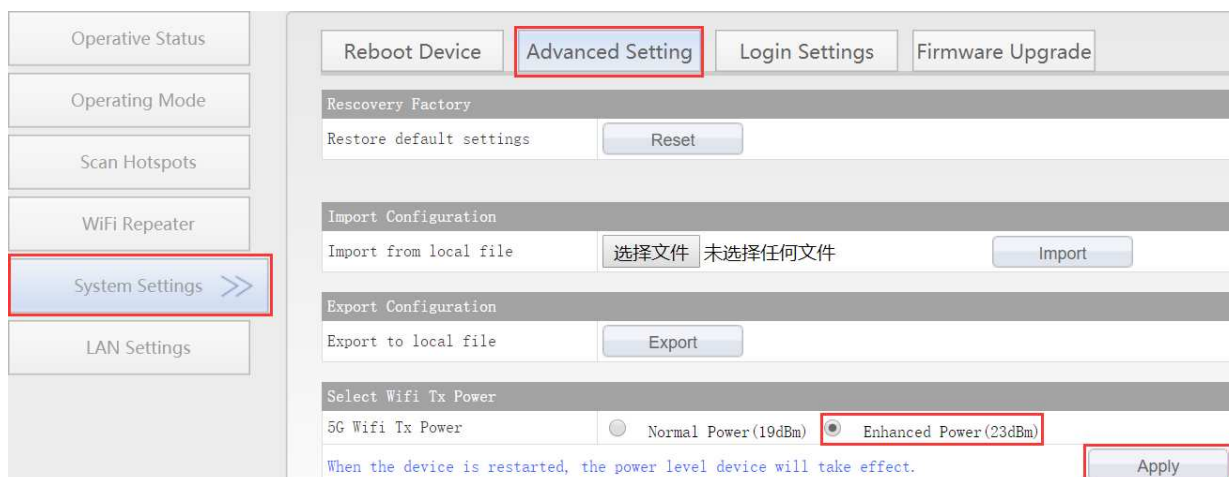 Operative Status
Operating Mode
Scan Hotspots
WiFi Repeater
System Settings >>
LAN Settings
Reboot Device Advanced Setting Login Settings Firmware Upgrade
Rescovery Factory
Restore default settings Reset
Import Configuration
Import from local file 选择文件 未选择任何文件 Import
Export Configuration
Export to local file Export
Select Wifi Tx Power
5G Wifi Tx Power Normal Power(19dBm) Enhanced Power(23dBm)
When the device is restarted, the power level device will take effect. Apply